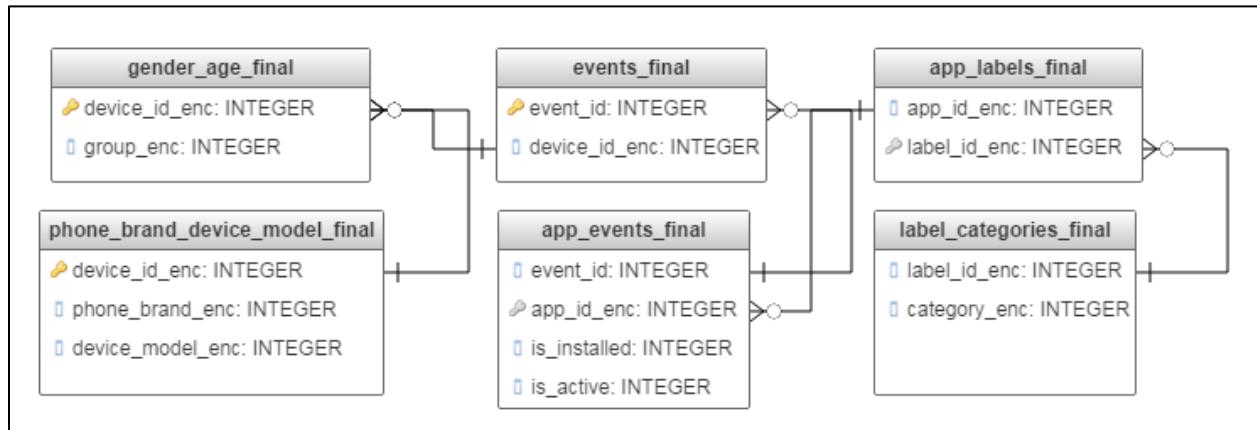 gender_age_final
device_id_enc: INTEGER
group_enc: INTEGER
events_final
event_id: INTEGER
device_id_enc: INTEGER
app_labels_final
app_id_enc: INTEGER
label_id_enc: INTEGER
phone_brand_device_model_final
device_id_enc: INTEGER
phone_brand_enc: INTEGER
device_model_enc: INTEGER
app_events_final
event_id: INTEGER
app_id_enc: INTEGER
is_installed: INTEGER
is_active: INTEGER
label_categories_final
label_id_enc: INTEGER
category_enc: INTEGER